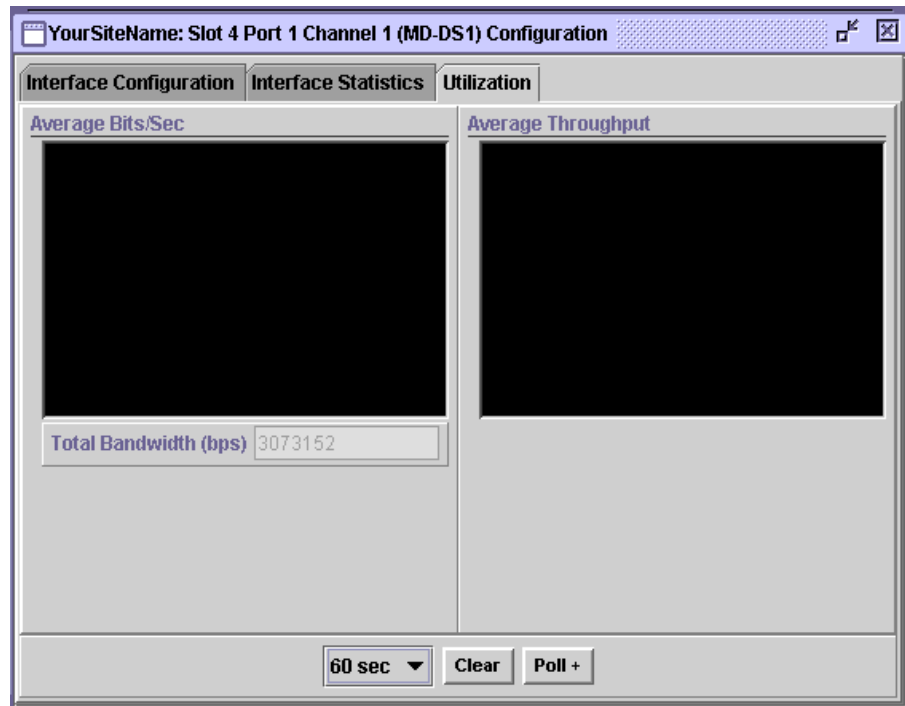 YourSiteName: Slot 4 Port 1 Channel 1 (MD-DS1) Configuration
Interface Configuration Interface Statistics Utilization
Average Bits/Sec
Average Throughput
Total Bandwidth (bps) 3073152
60 sec Clear Poll +